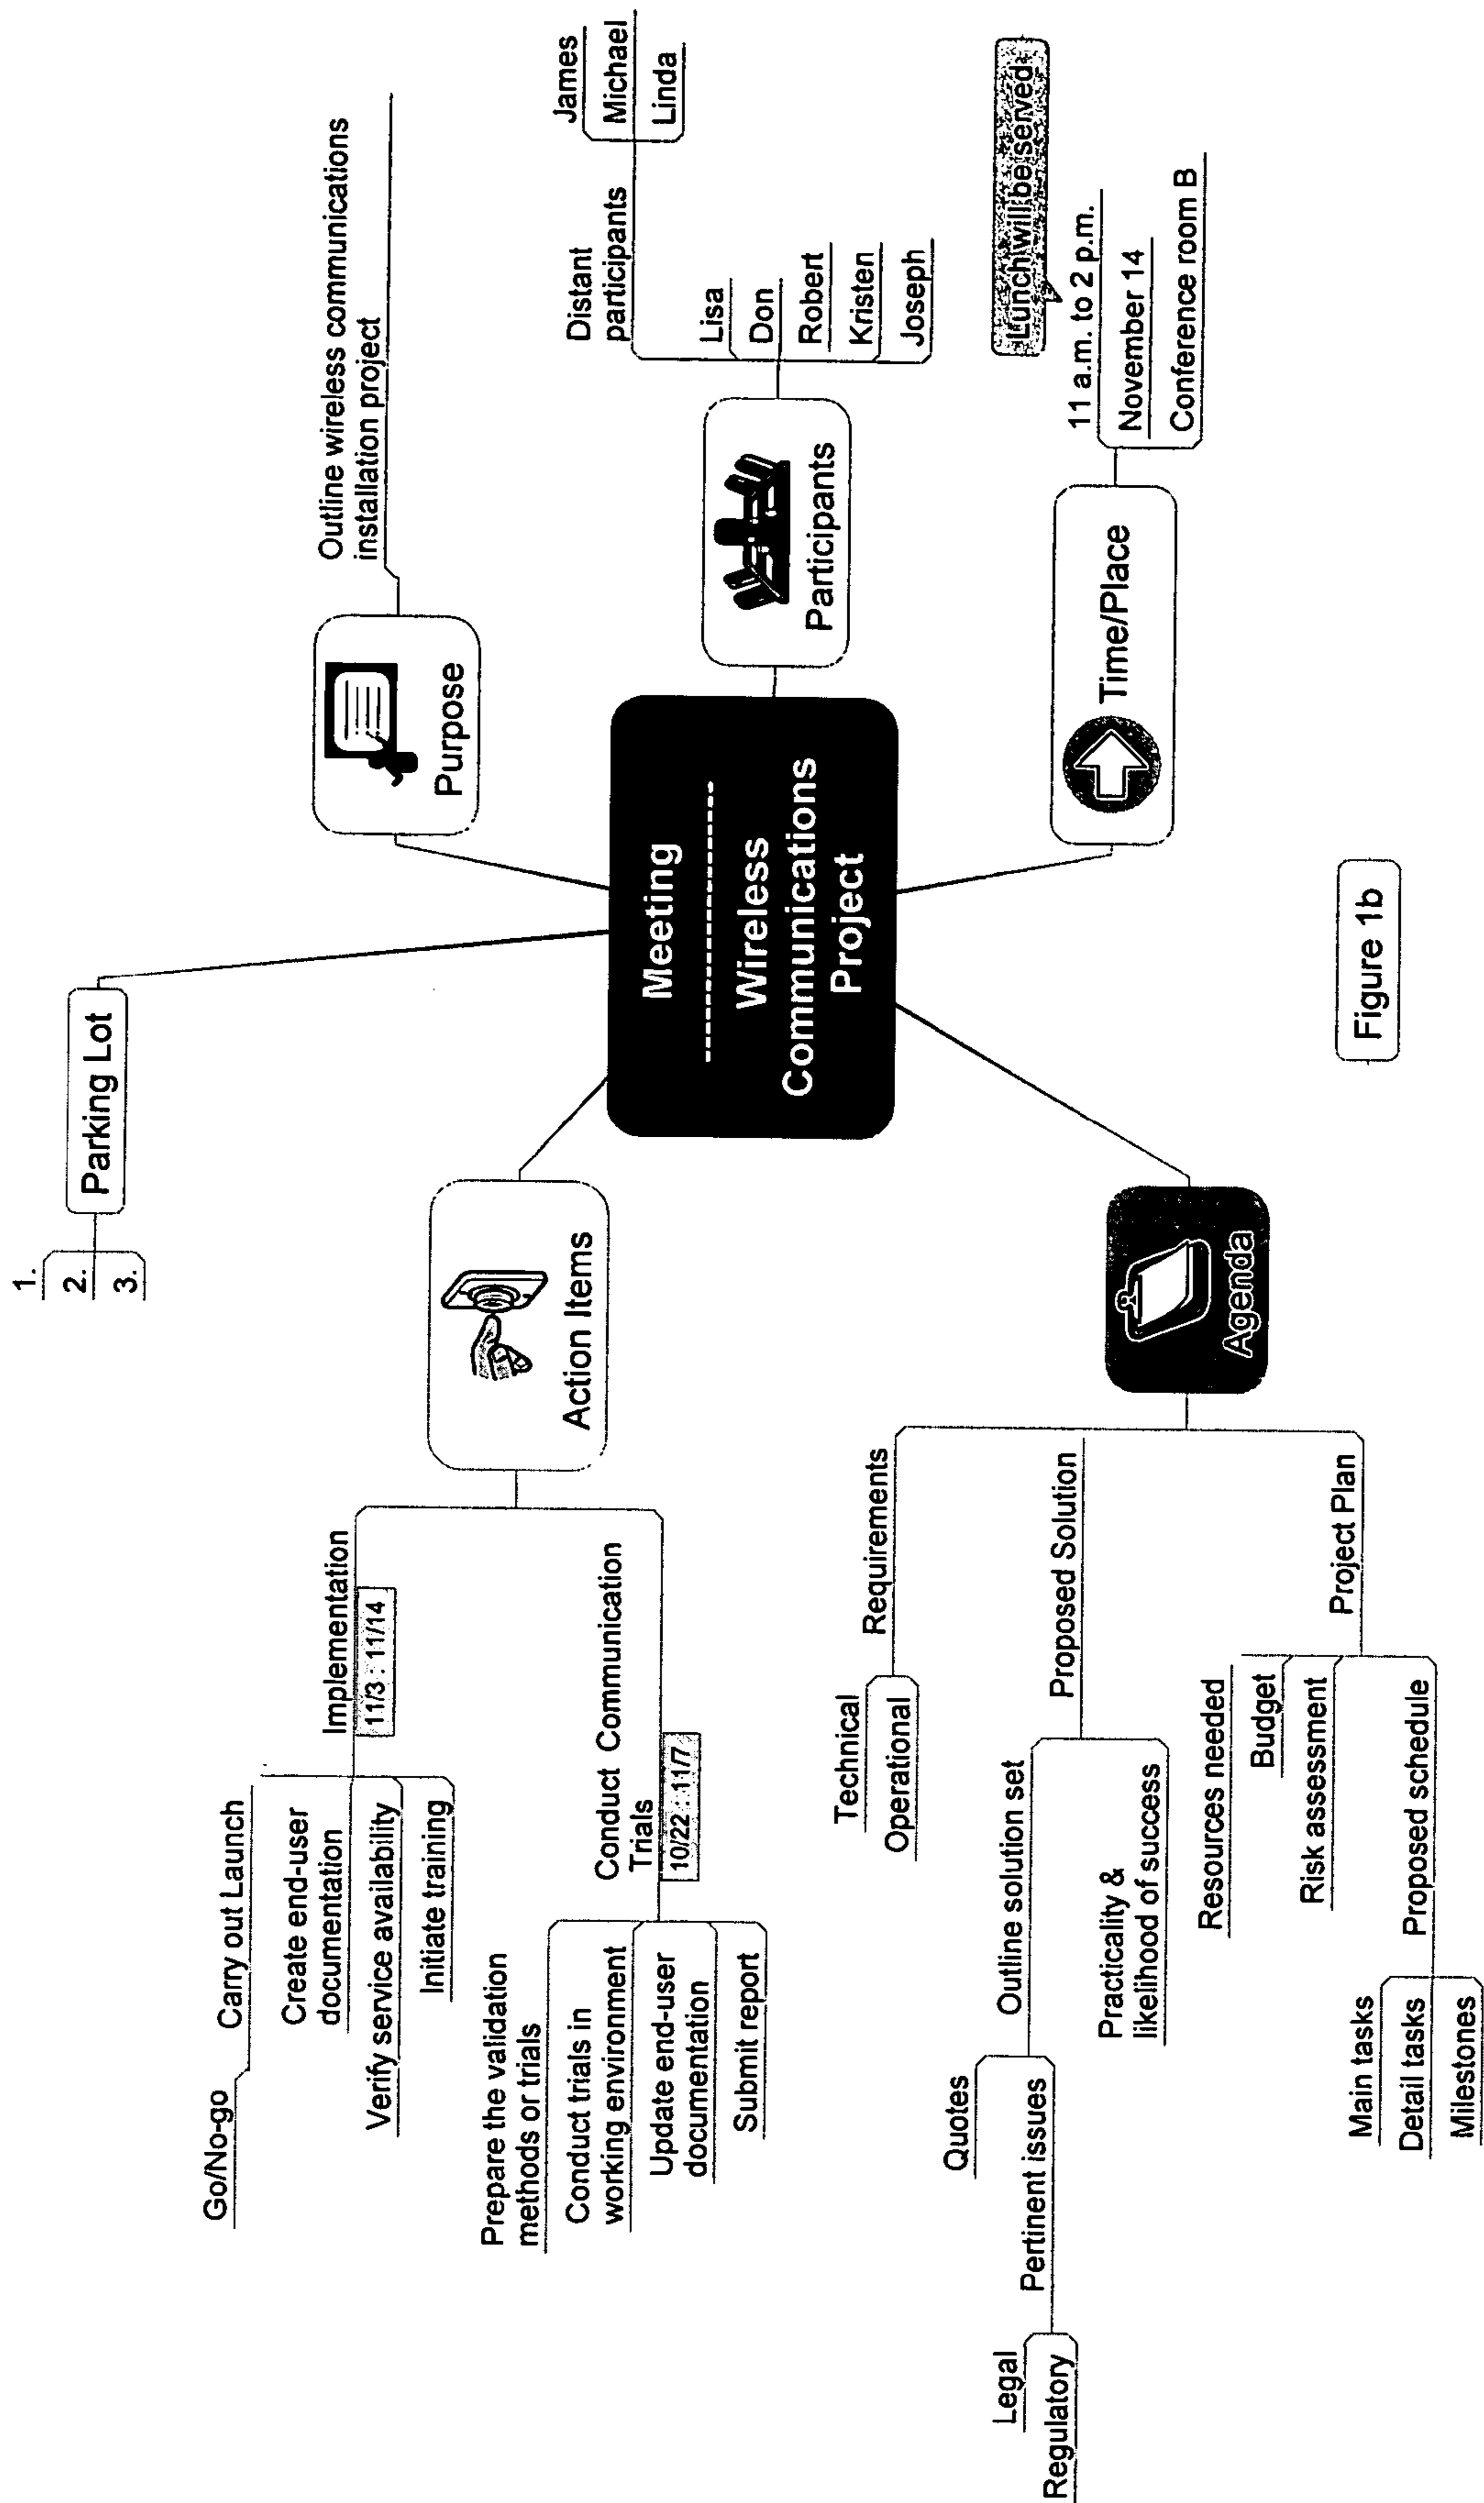 Meeting
Wireless
Communications
Project
Purpose
Outline wireless communications
installation project
Participants
Distant
participants
James
Michael
Linda
Lisa
Don
Robert
Kristen
Joseph
Time/Place
Lunch will be served
11 a.m. to 2 p.m.
November 14
Conference room B
Agenda
Requirements
Technical
Operational
Proposed Solution
Outline solution set
Quotes
Pertinent issues
Legal
Regulatory
Practicality &
likelihood of success
Project Plan
Resources needed
Budget
Risk assessment
Proposed schedule
Main tasks
Detail tasks
Milestones
Action Items
Implementation
11/3 : 11/14
Carry out Launch
Go/No-go
Create end-user
documentation
Verify service availability
Initiate training
Conduct Communication
Trials
10/22 : 11/7
Prepare the validation
methods or trials
Conduct trials in
working environment
Update end-user
documentation
Submit report
Parking Lot
1.
2.
3.
Figure 1b